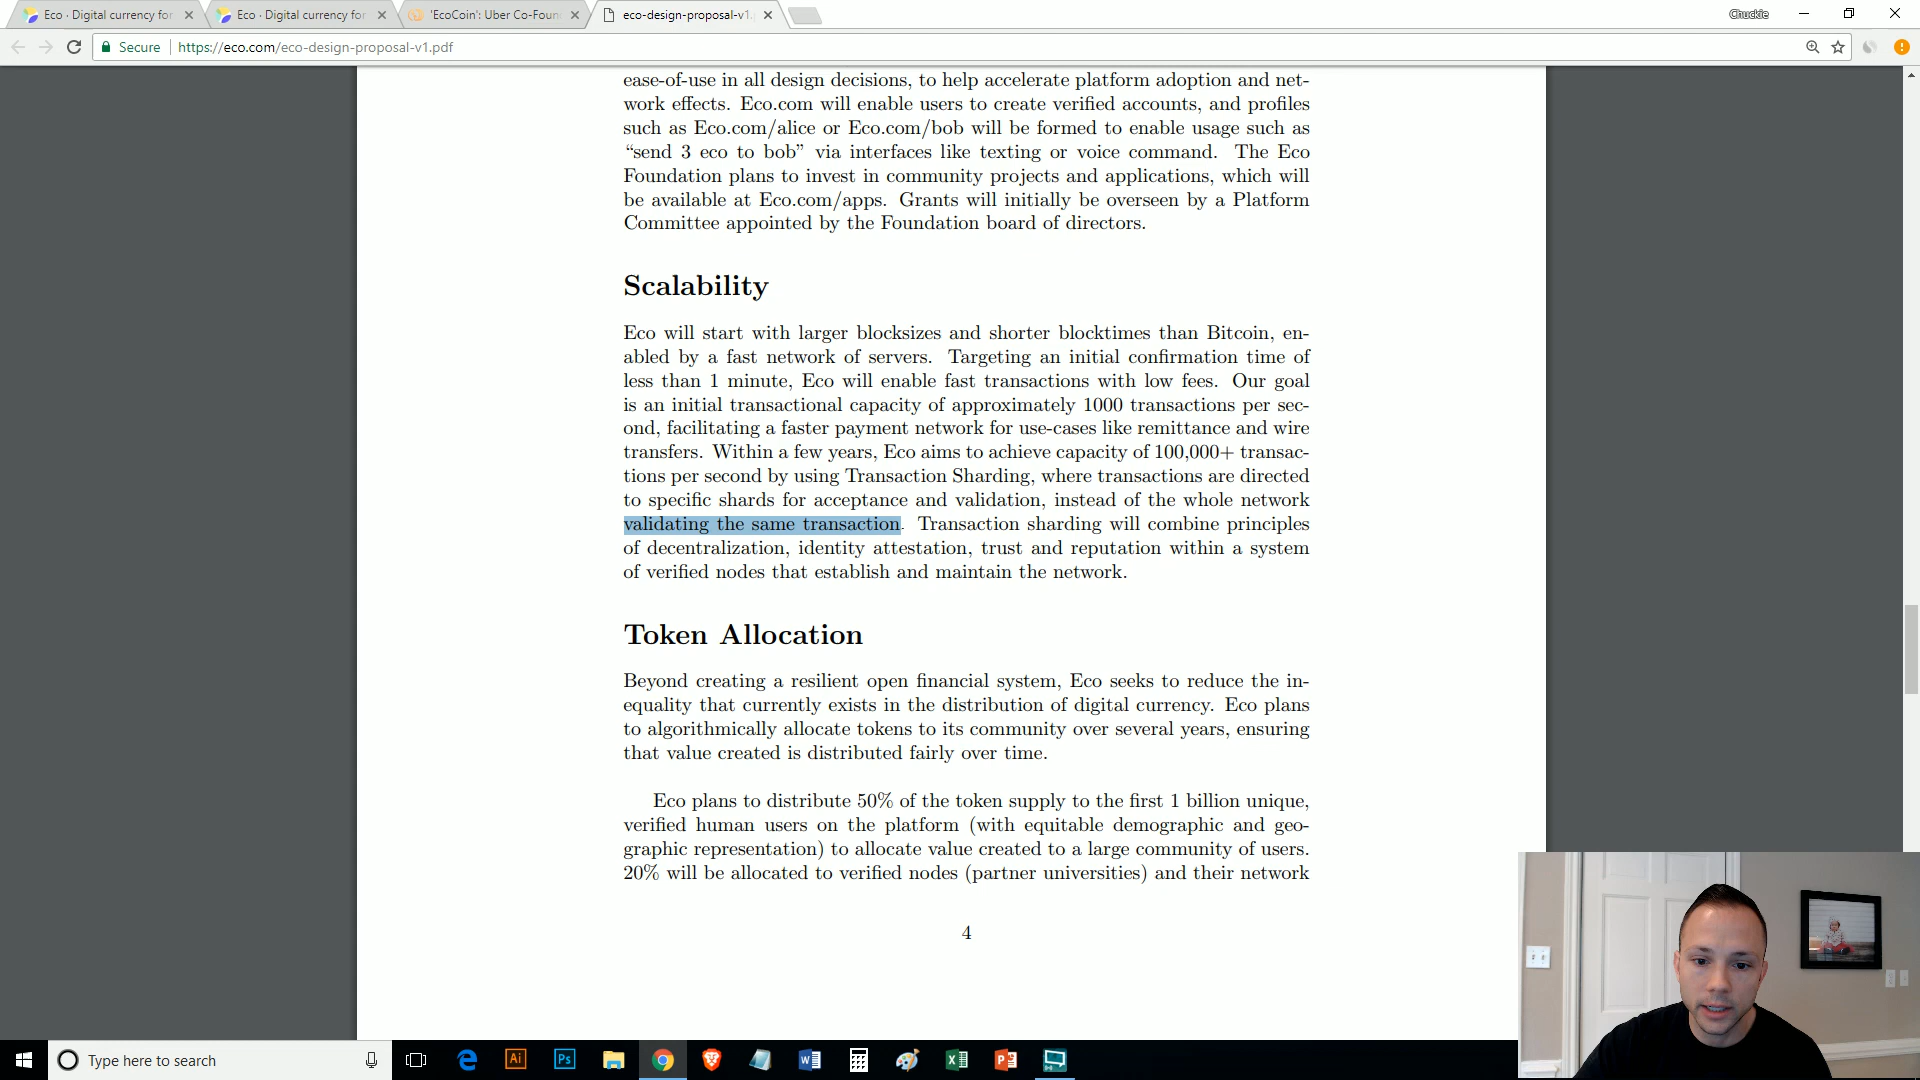 Eco · Digital currency for
Eco · Digital currency for
'EcoCoin': Uber Co-Foun
eco-design-proposal-v1.
Chuckie
Secure
https://eco.com/eco-design-proposal-v1.pdf
ease-of-use in all design decisions, to help accelerate platform adoption and net-
work effects. Eco.com will enable users to create verified accounts, and profiles
such as Eco.com/alice or Eco.com/bob will be formed to enable usage such as
“send 3 eco to bob” via interfaces like texting or voice command. The Eco
Foundation plans to invest in community projects and applications, which will
be available at Eco.com/apps. Grants will initially be overseen by a Platform
Committee appointed by the Foundation board of directors.
Scalability
Eco will start with larger blocksizes and shorter blocktimes than Bitcoin, en-
abled by a fast network of servers. Targeting an initial confirmation time of
less than 1 minute, Eco will enable fast transactions with low fees. Our goal
is an initial transactional capacity of approximately 1000 transactions per sec-
ond, facilitating a faster payment network for use-cases like remittance and wire
transfers. Within a few years, Eco aims to achieve capacity of 100,000+ transac-
tions per second by using Transaction Sharding, where transactions are directed
to specific shards for acceptance and validation, instead of the whole network
validating the same transaction. Transaction sharding will combine principles
of decentralization, identity attestation, trust and reputation within a system
of verified nodes that establish and maintain the network.
Token Allocation
Beyond creating a resilient open financial system, Eco seeks to reduce the in-
equality that currently exists in the distribution of digital currency. Eco plans
to algorithmically allocate tokens to its community over several years, ensuring
that value created is distributed fairly over time.
Eco plans to distribute 50% of the token supply to the first 1 billion unique,
verified human users on the platform (with equitable demographic and geo-
graphic representation) to allocate value created to a large community of users.
20% will be allocated to verified nodes (partner universities) and their network
4
Type here to search
Ai
Ps